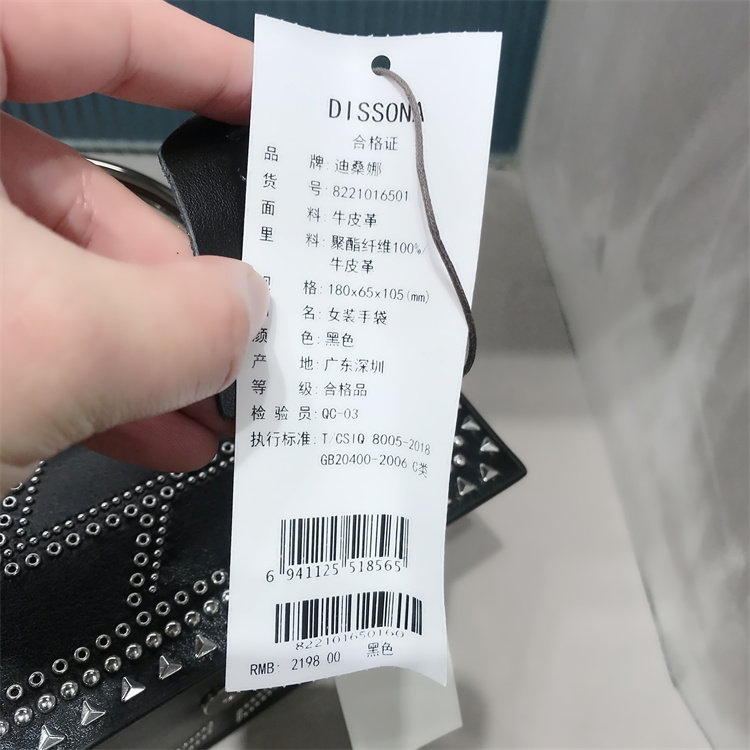 DISSONA
合格证
品 牌: 迪桑娜
货 号: 8221016501
面 料: 牛皮革
里 料: 聚酯纤维100%/
牛皮革
格: 180x65x105(mm)
名: 女装手袋
颜 色: 黑色
产 地: 广东深圳
等 级: 合格品
检 验 员: QC-03
执行标准: T/CSIQ 8005-2018
GB20400-2006 C类
6 941125 518565
822101650160
RMB: 2198 00 黑色